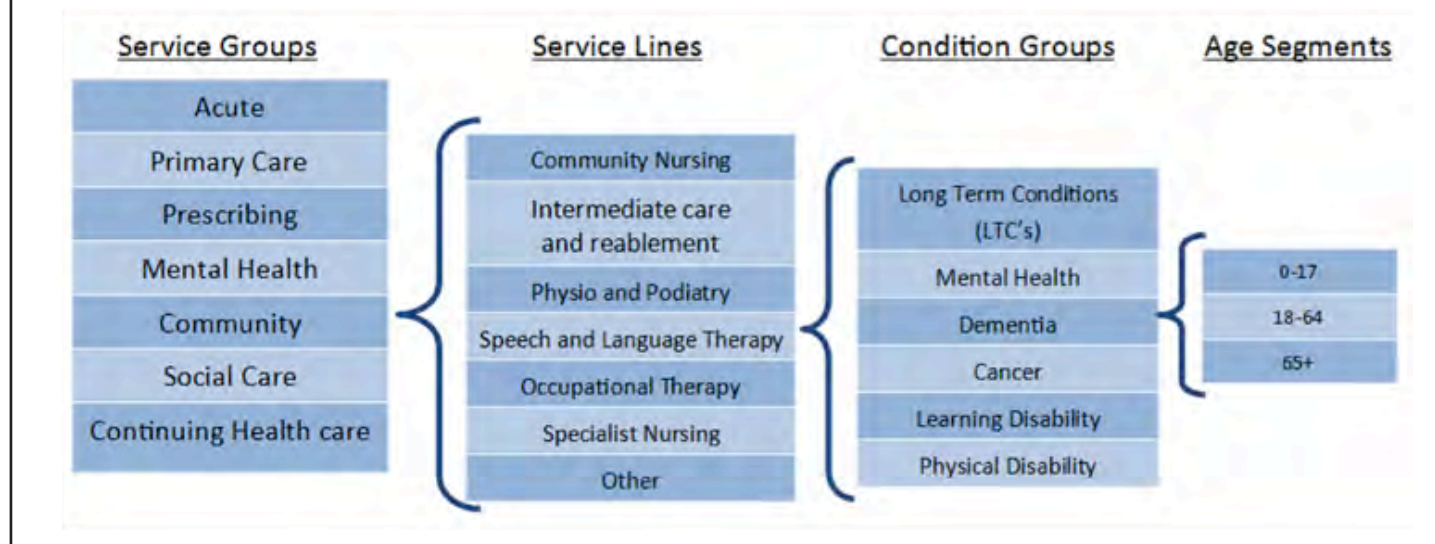 Service Groups
Acute
Primary Care
Prescribing
Mental Health
Community
Social Care
Continuing Health care
Service Lines
Community Nursing
Intermediate care
and reablement
Physio and Podiatry
Speech and Language Therapy
Occupational Therapy
Specialist Nursing
Other
Condition Groups
Long Term Conditions
(LTC's)
Mental Health
Dementia
Cancer
Learning Disability
Physical Disability
Age Segments
0-17
18-64
65+